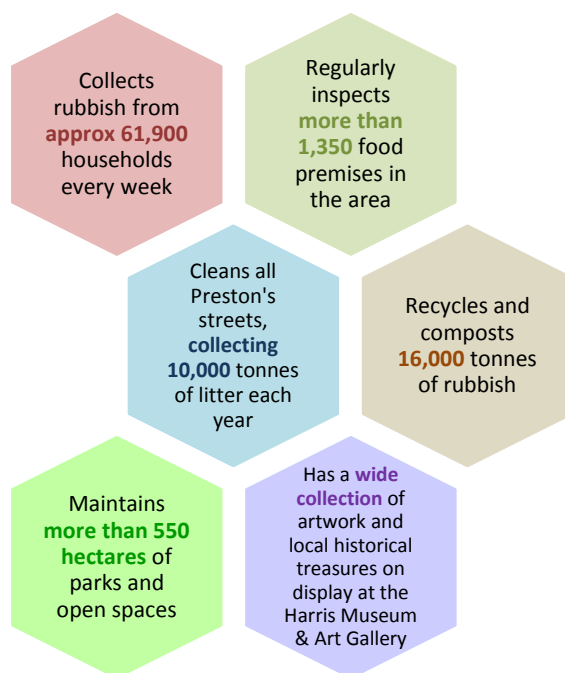 Collects
rubbish from
approx 61,900
households
every week
Regularly
inspects
more than
1,350 food
premises in
the area
Cleans all
Preston's
streets,
collecting
10,000 tonnes
of litter each
year
Recycles and
composts
16,000 tonnes
of rubbish
Maintains
more than 550
hectares of
parks and
open spaces
Has a wide
collection of
artwork and
local historical
treasures on
display at the
Harris Museum
& Art Gallery